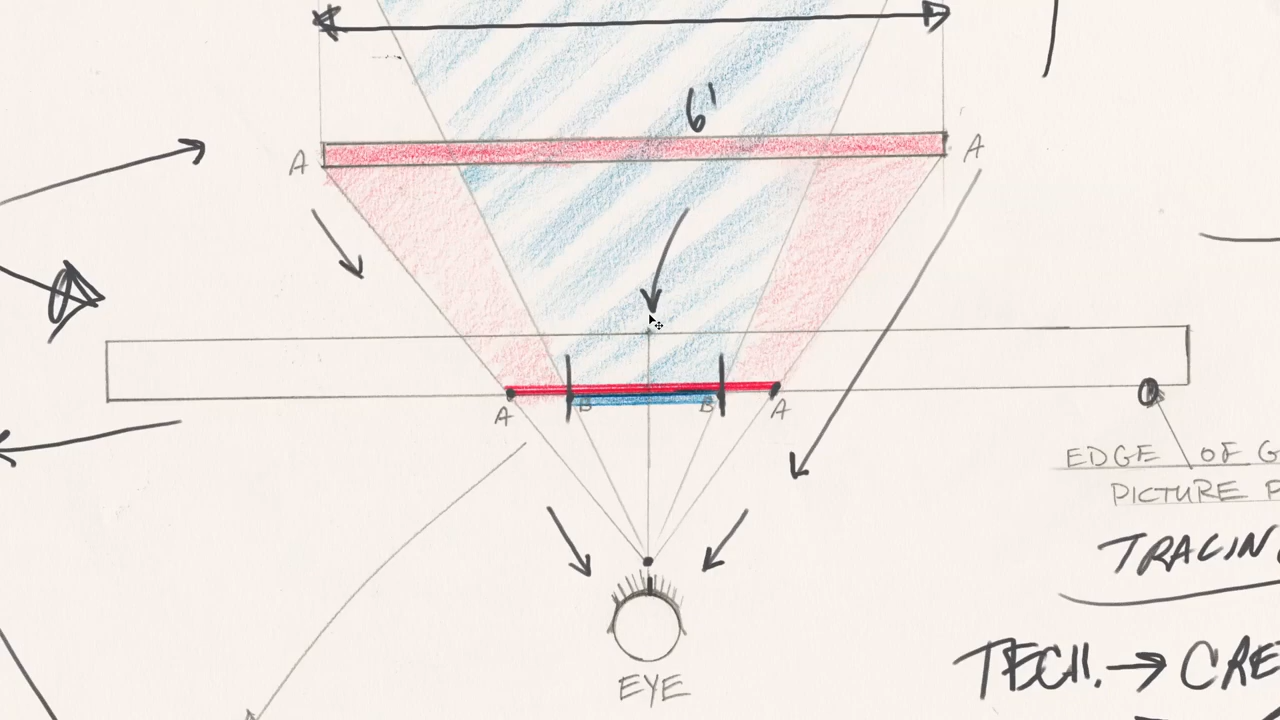 6'
A A
A B B A
EDGE OF G
PICTURE
TRACIN
EYE
TECH. → CRE